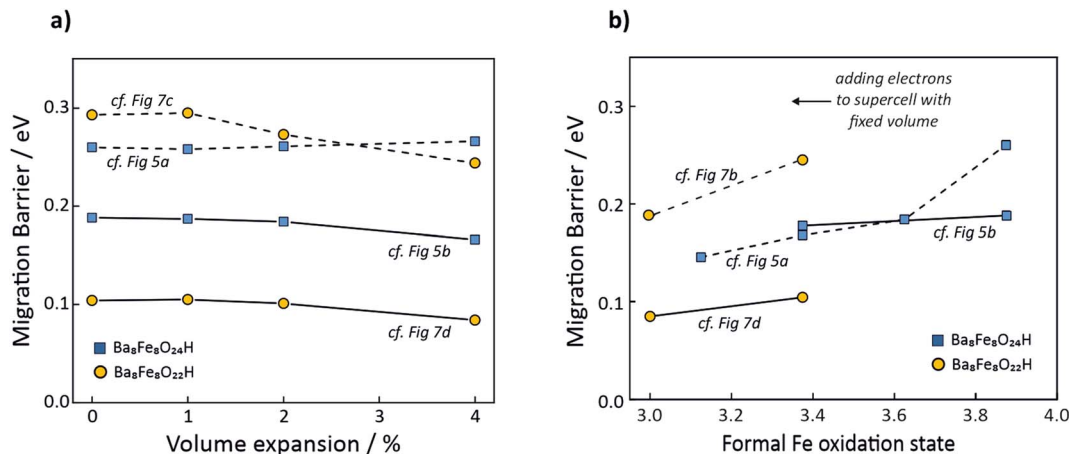 a)
Migration Barrier / eV
0.3
0.2
0.1
0.0
cf. Fig 7c
cf. Fig 5a
cf. Fig 5b
cf. Fig 7d
Ba₈Fe₈O₂₄H
Ba₈Fe₈O₂₂H
0
1
2
3
4
Volume expansion / %
b)
Migration Barrier / eV
0.3
0.2
0.1
0.0
adding electrons
to supercell with
fixed volume
cf. Fig 7b
cf. Fig 5a
cf. Fig 5b
cf. Fig 7d
Ba₈Fe₈O₂₄H
Ba₈Fe₈O₂₂H
3.0
3.2
3.4
3.6
3.8
4.0
Formal Fe oxidation state